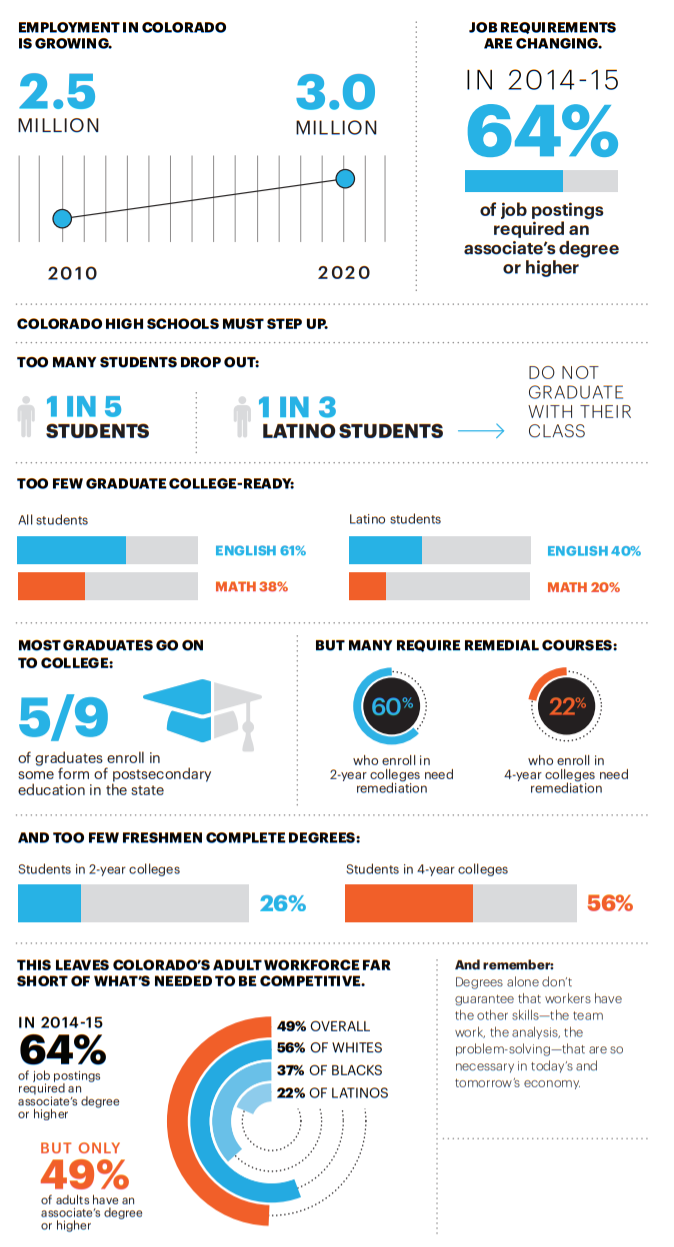 EMPLOYMENT IN COLORADO
IS GROWING.
2.5
MILLION
3.0
MILLION
2010
2020
JOB REQUIREMENTS
ARE CHANGING.
IN 2014-15
64%
of job postings
required an
associate's degree
or higher
COLORADO HIGH SCHOOLS MUST STEP UP.
TOO MANY STUDENTS DROP OUT:
1 IN 5
STUDENTS
1 IN 3
LATINO STUDENTS
DO NOT
GRADUATE
WITH THEIR
CLASS
TOO FEW GRADUATE COLLEGE-READY:
All students
ENGLISH 61%
MATH 38%
Latino students
ENGLISH 40%
MATH 20%
MOST GRADUATES GO ON
TO COLLEGE:
5/9
of graduates enroll in
some form of postsecondary
education in the state
BUT MANY REQUIRE REMEDIAL COURSES:
60%
who enroll in
2-year colleges need
remediation
22%
who enroll in
4-year colleges need
remediation
AND TOO FEW FRESHMEN COMPLETE DEGREES:
Students in 2-year colleges
26%
Students in 4-year colleges
56%
THIS LEAVES COLORADO'S ADULT WORKFORCE FAR
SHORT OF WHAT'S NEEDED TO BE COMPETITIVE.
IN 2014-15
64%
of job postings
required an
associate's degree
or higher
BUT ONLY
49%
of adults have an
associate's degree
or higher
49% OVERALL
56% OF WHITES
37% OF BLACKS
22% OF LATINOS
And remember:
Degrees alone don't
guarantee that workers have
the other skills—the team
work, the analysis, the
problem-solving—that are so
necessary in today's and
tomorrow's economy.